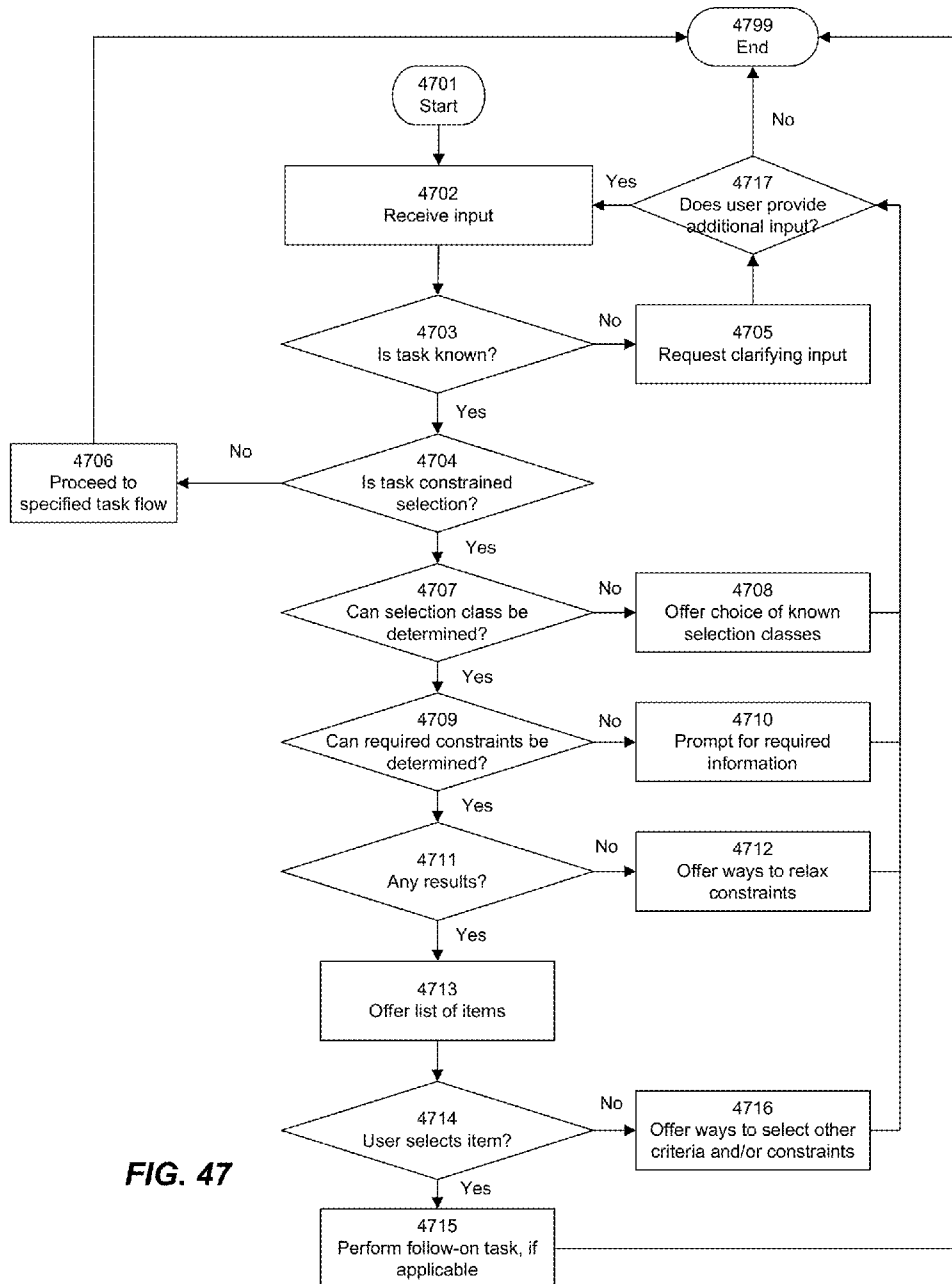 4799
End
4701
Start
No
4702
Receive input
Yes
4717
Does user provide
additional input?
4703
Is task known?
No
4705
Request clarifying input
Yes
4706
Proceed to
specified task flow
No
4704
Is task constrained
selection?
Yes
4707
Can selection class be
determined?
No
4708
Offer choice of known
selection classes
Yes
4709
Can required constraints be
determined?
No
4710
Prompt for required
information
Yes
4711
Any results?
No
4712
Offer ways to relax
constraints
Yes
4713
Offer list of items
4714
User selects item?
No
4716
Offer ways to select other
criteria and/or constraints
FIG. 47
Yes
4715
Perform follow-on task, if
applicable